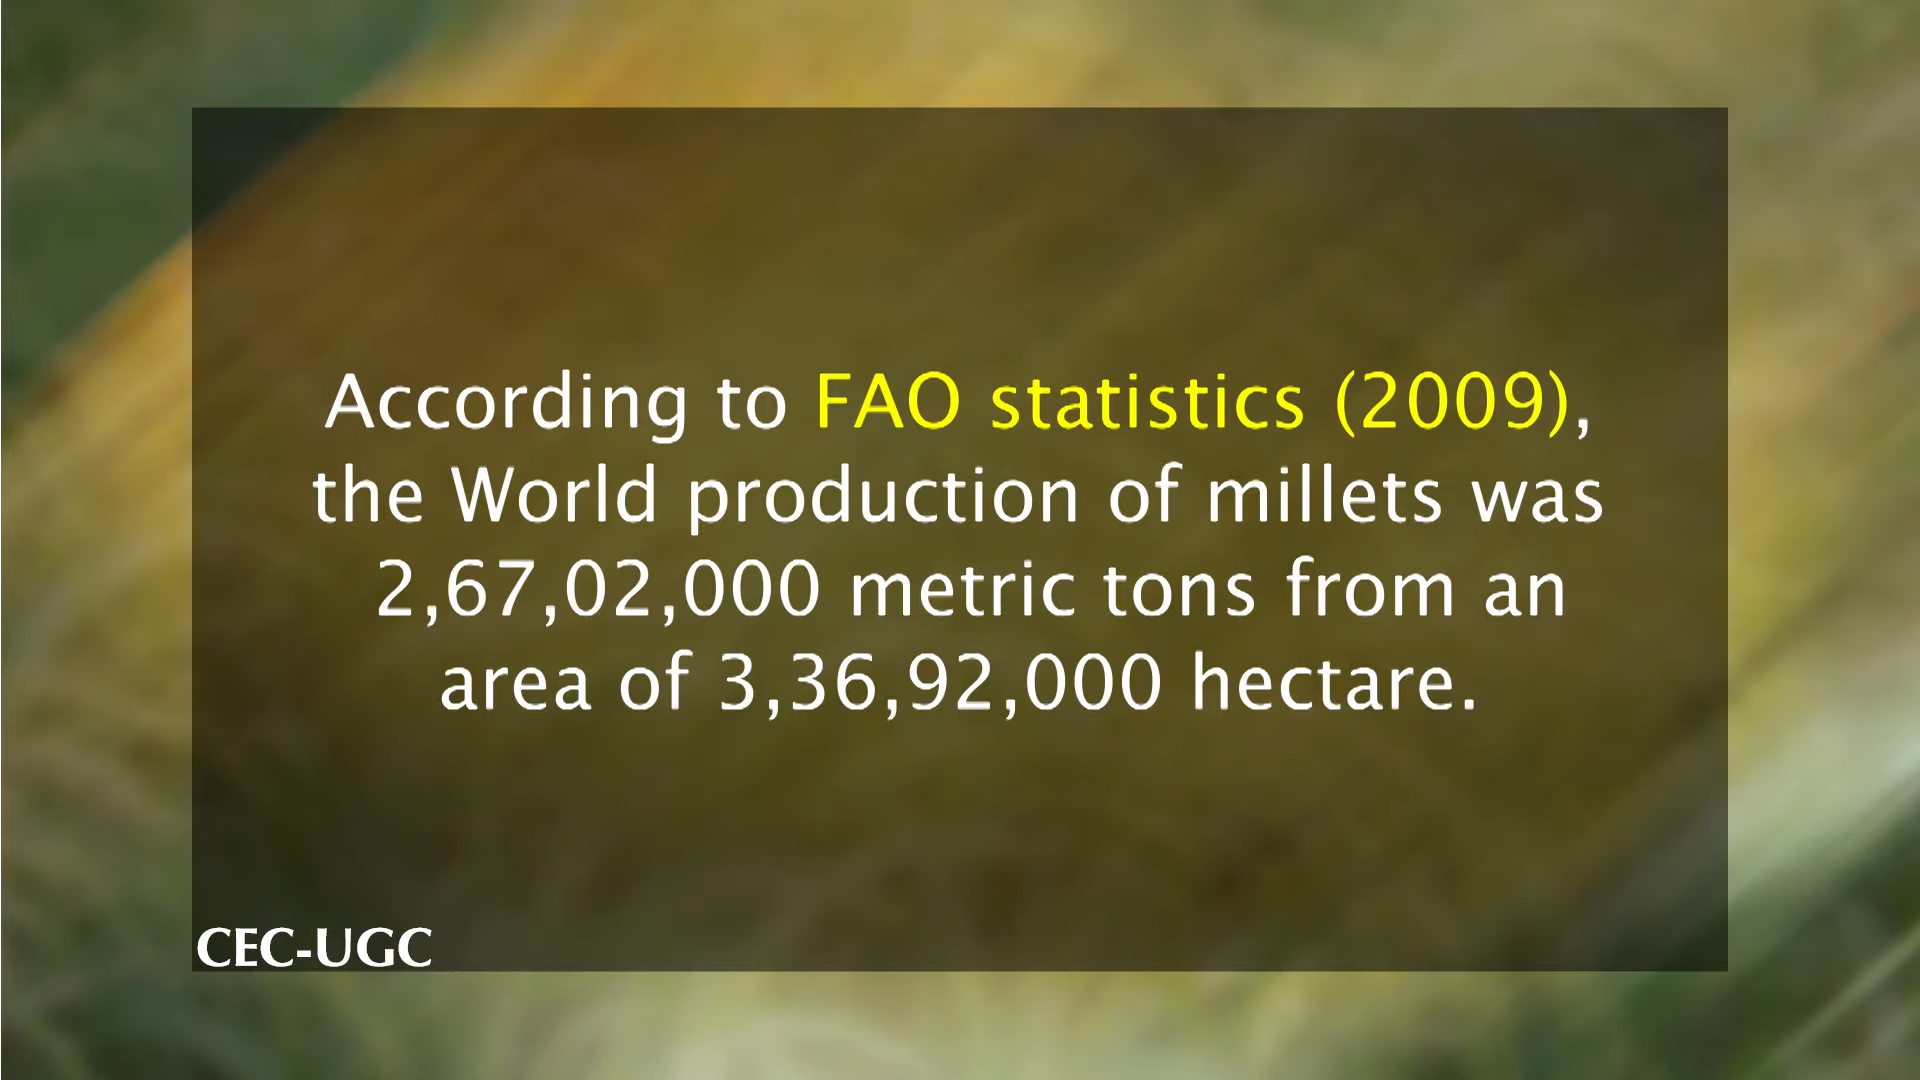 According to FAO statistics (2009),
the World production of millets was
2,67,02,000 metric tons from an
area of 3,36,92,000 hectare.
CEC-UGC